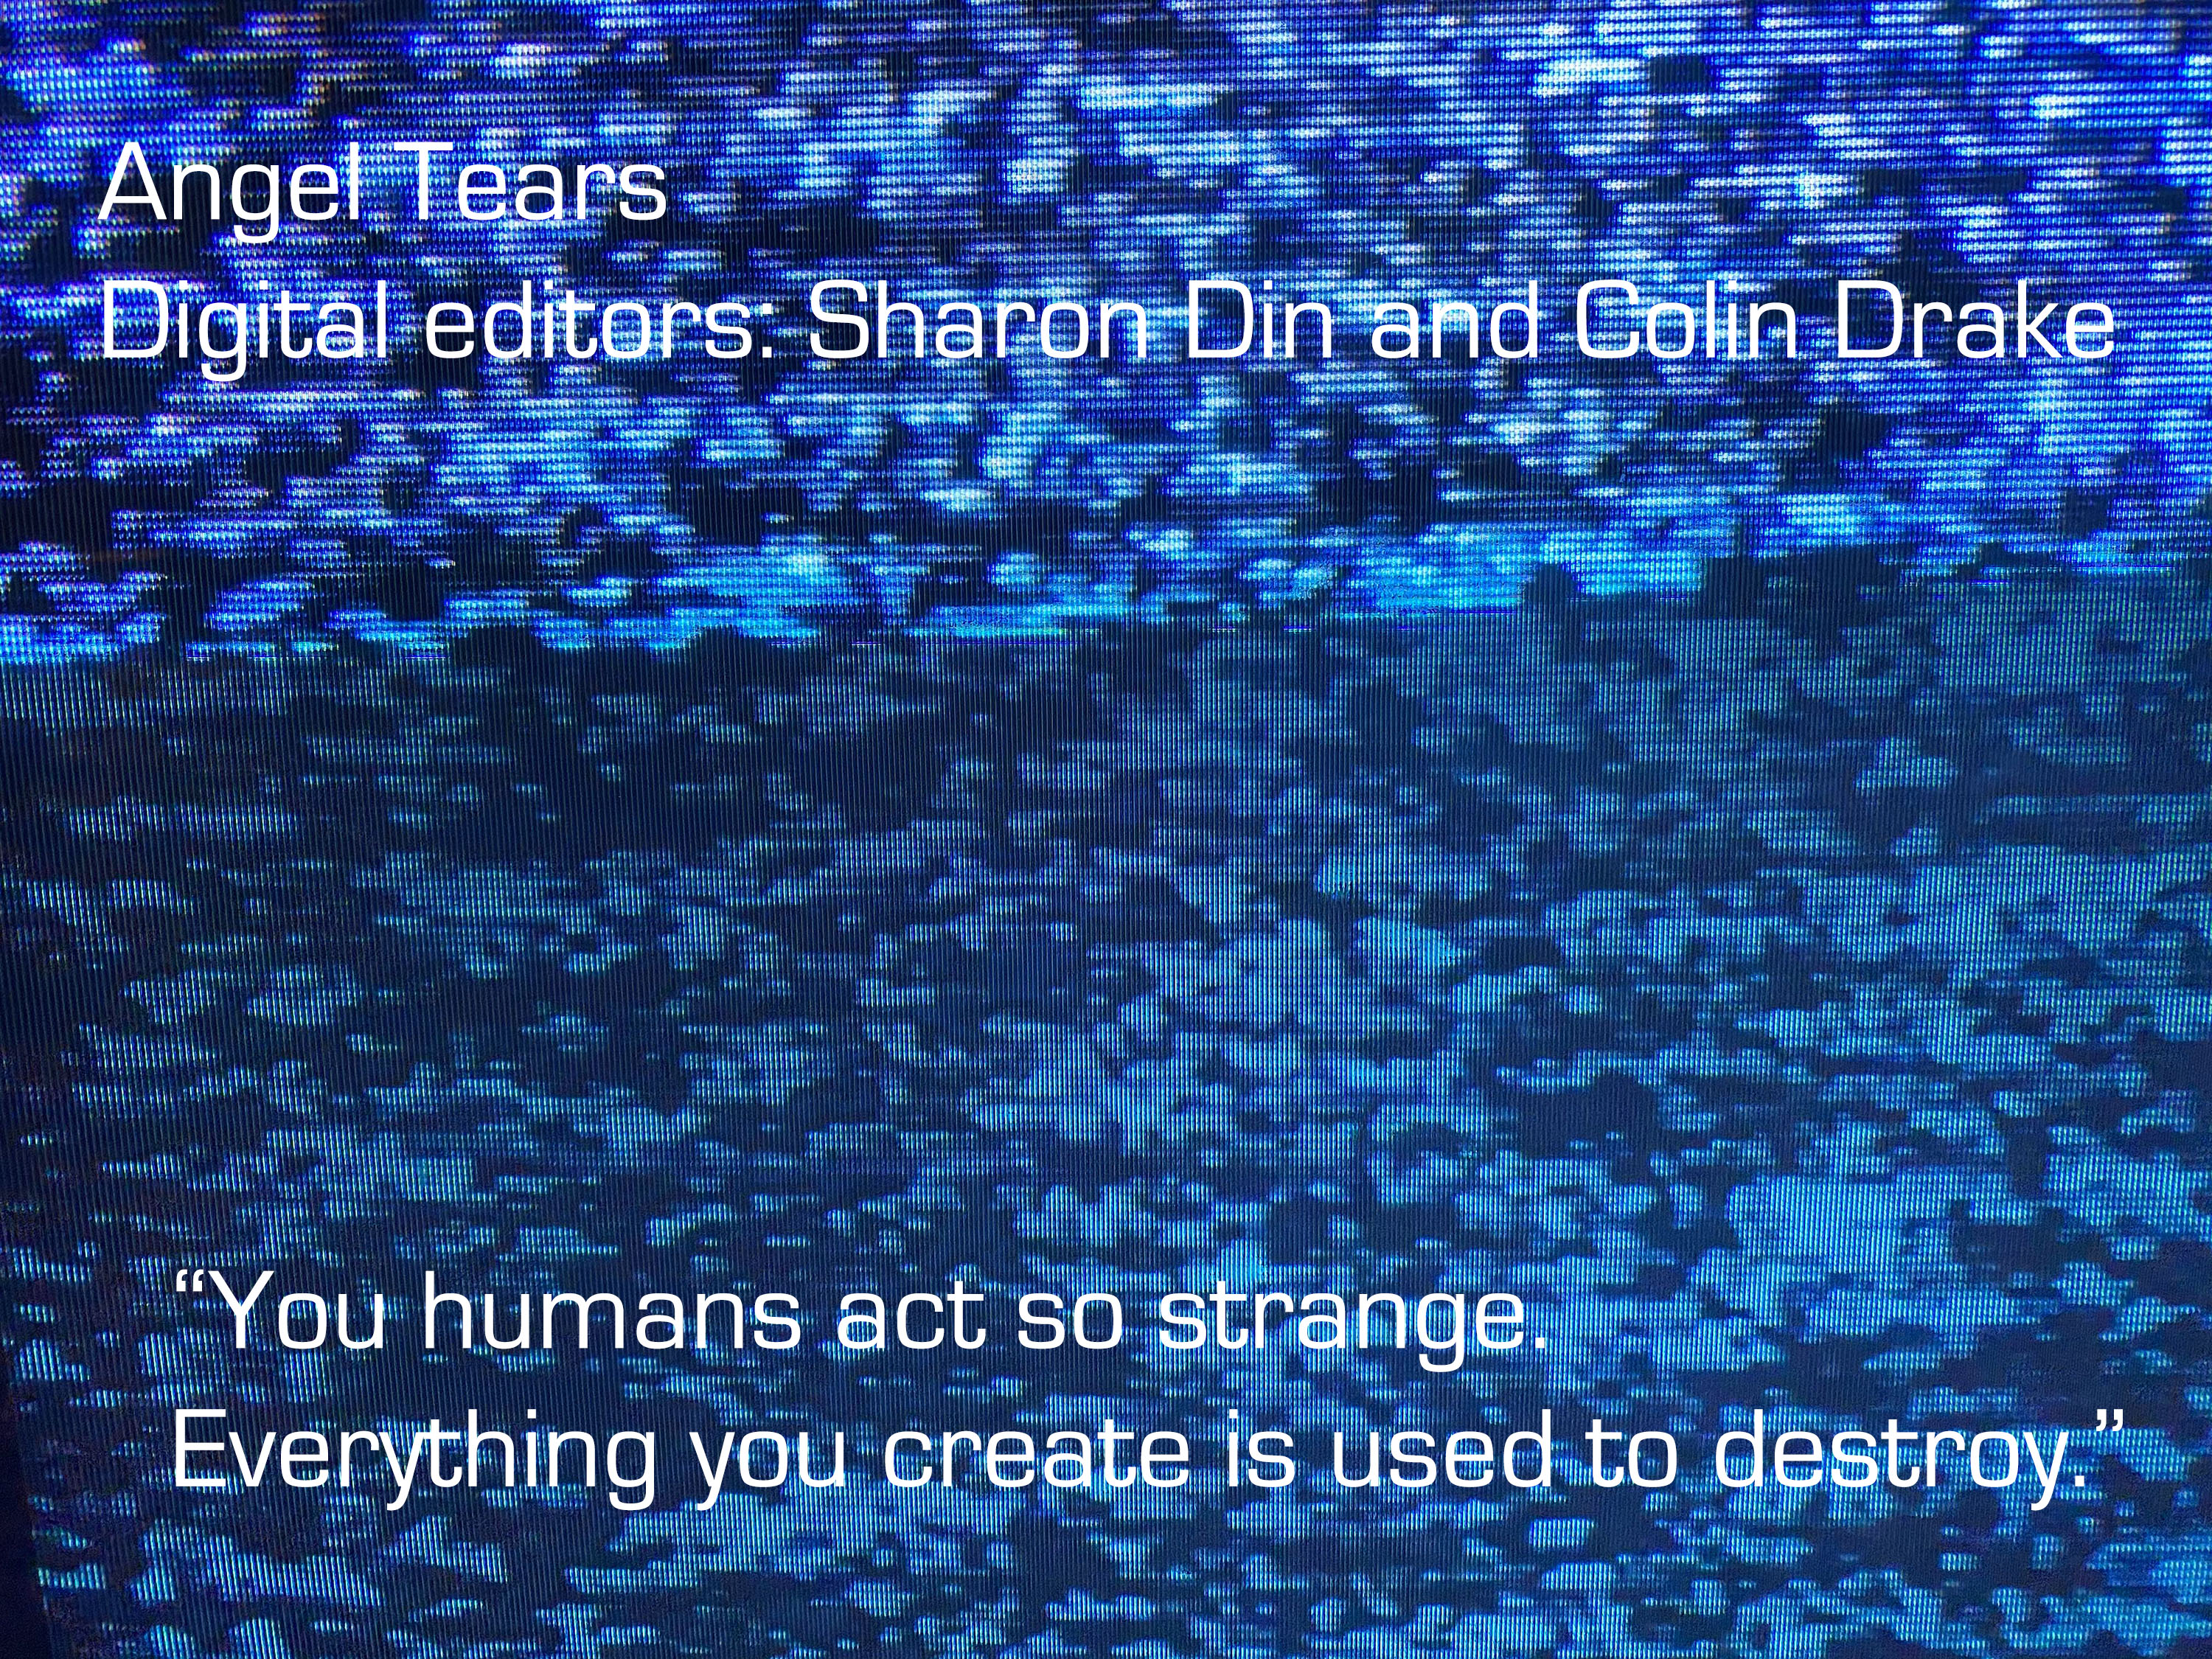 Angel Tears
Digital editors: Sharon Din and Colin Drake
“You humans act so strange.
Everything you create is used to destroy.”